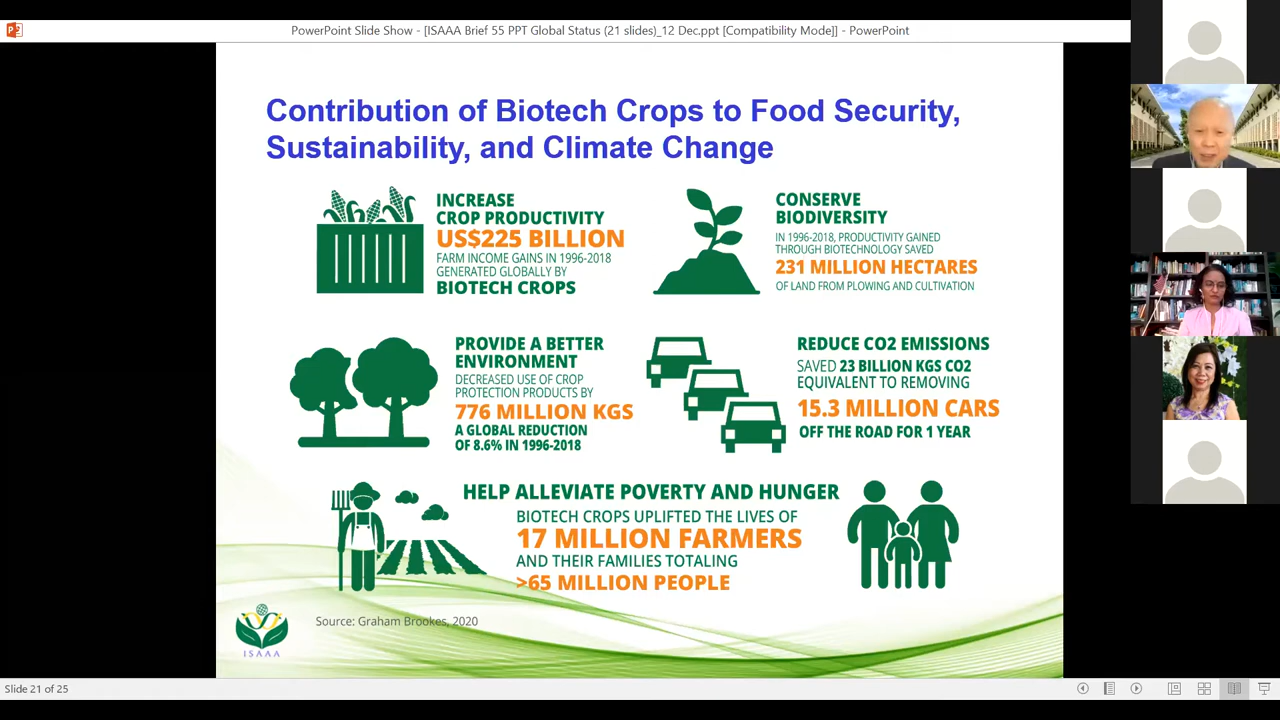 PowerPoint Slide Show - [ISAAA Brief 55 PPT Global Status (21 slides)_12 Dec.ppt [Compatibility Mode]] - PowerPoint
Contribution of Biotech Crops to Food Security,
Sustainability, and Climate Change
INCREASE
CROP PRODUCTIVITY
US$225 BILLION
FARM INCOME GAINS IN 1996-2018
GENERATED GLOBALLY BY
BIOTECH CROPS
CONSERVE
BIODIVERSITY
IN 1996-2018, PRODUCTIVITY GAINED
THROUGH BIOTECHNOLOGY SAVED
231 MILLION HECTARES
OF LAND FROM PLOWING AND CULTIVATION
PROVIDE A BETTER
ENVIRONMENT
DECREASED USE OF CROP
PROTECTION PRODUCTS BY
776 MILLION KGS
A GLOBAL REDUCTION
OF 8.6% IN 1996-2018
REDUCE CO2 EMISSIONS
SAVED 23 BILLION KGS CO2
EQUIVALENT TO REMOVING
15.3 MILLION CARS
OFF THE ROAD FOR 1 YEAR
HELP ALLEVIATE POVERTY AND HUNGER
BIOTECH CROPS UPLIFTED THE LIVES OF
17 MILLION FARMERS
AND THEIR FAMILIES TOTALING
>65 MILLION PEOPLE
Source: Graham Brookes, 2020
ISAAA
Slide 21 of 25